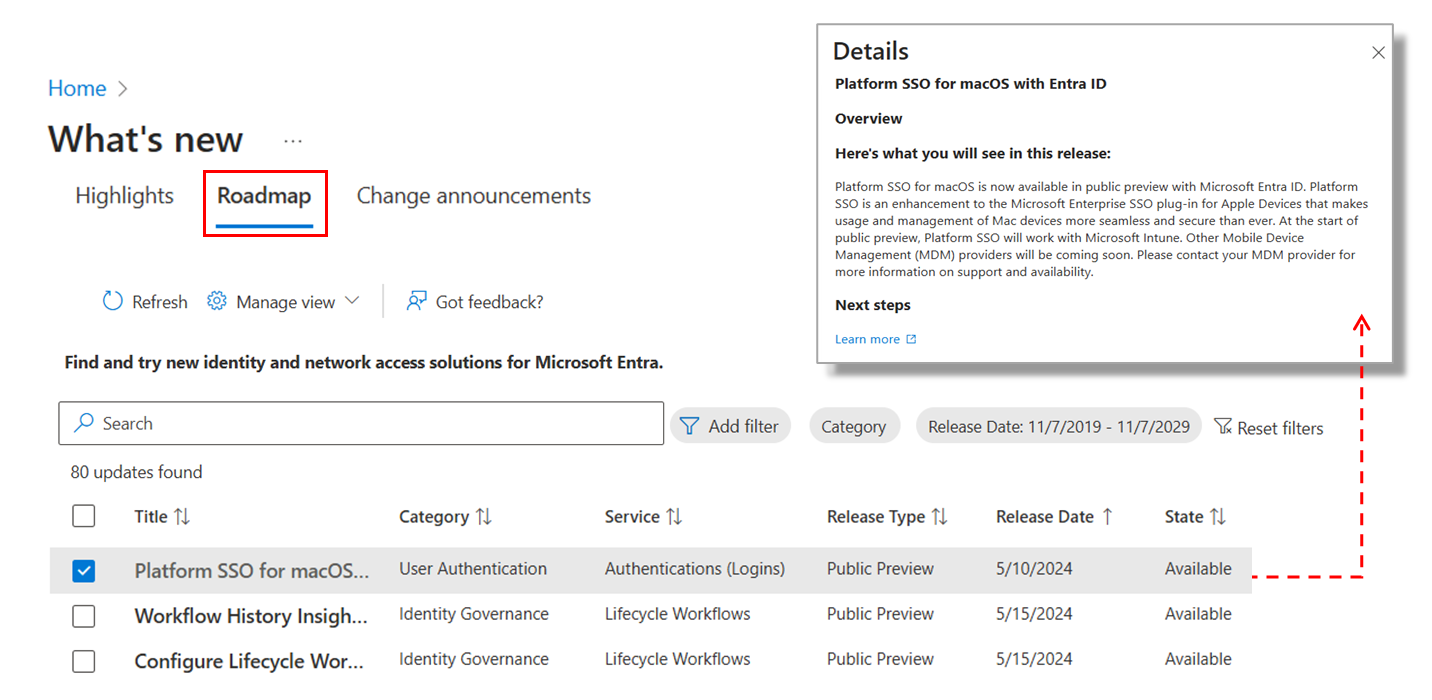 Home
What's new ...
Highlights Roadmap Change announcements
Refresh Manage view Got feedback?
Find and try new identity and network access solutions for Microsoft Entra.
Search Add filter Category Release Date: 11/7/2019 - 11/7/2029 Reset filters
80 updates found
Title Category Service Release Type Release Date State
Platform SSO for macOS... User Authentication Authentications (Logins) Public Preview 5/10/2024 Available
Workflow History Insigh... Identity Governance Lifecycle Workflows Public Preview 5/15/2024 Available
Configure Lifecycle Wor... Identity Governance Lifecycle Workflows Public Preview 5/15/2024 Available
Details
Platform SSO for macOS with Entra ID
Overview
Here's what you will see in this release:
Platform SSO for macOS is now available in public preview with Microsoft Entra ID. Platform
SSO is an enhancement to the Microsoft Enterprise SSO plug-in for Apple Devices that makes
usage and management of Mac devices more seamless and secure than ever. At the start of
public preview, Platform SSO will work with Microsoft Intune. Other Mobile Device
Management (MDM) providers will be coming soon. Please contact your MDM provider for
more information on support and availability.
Next steps
Learn more